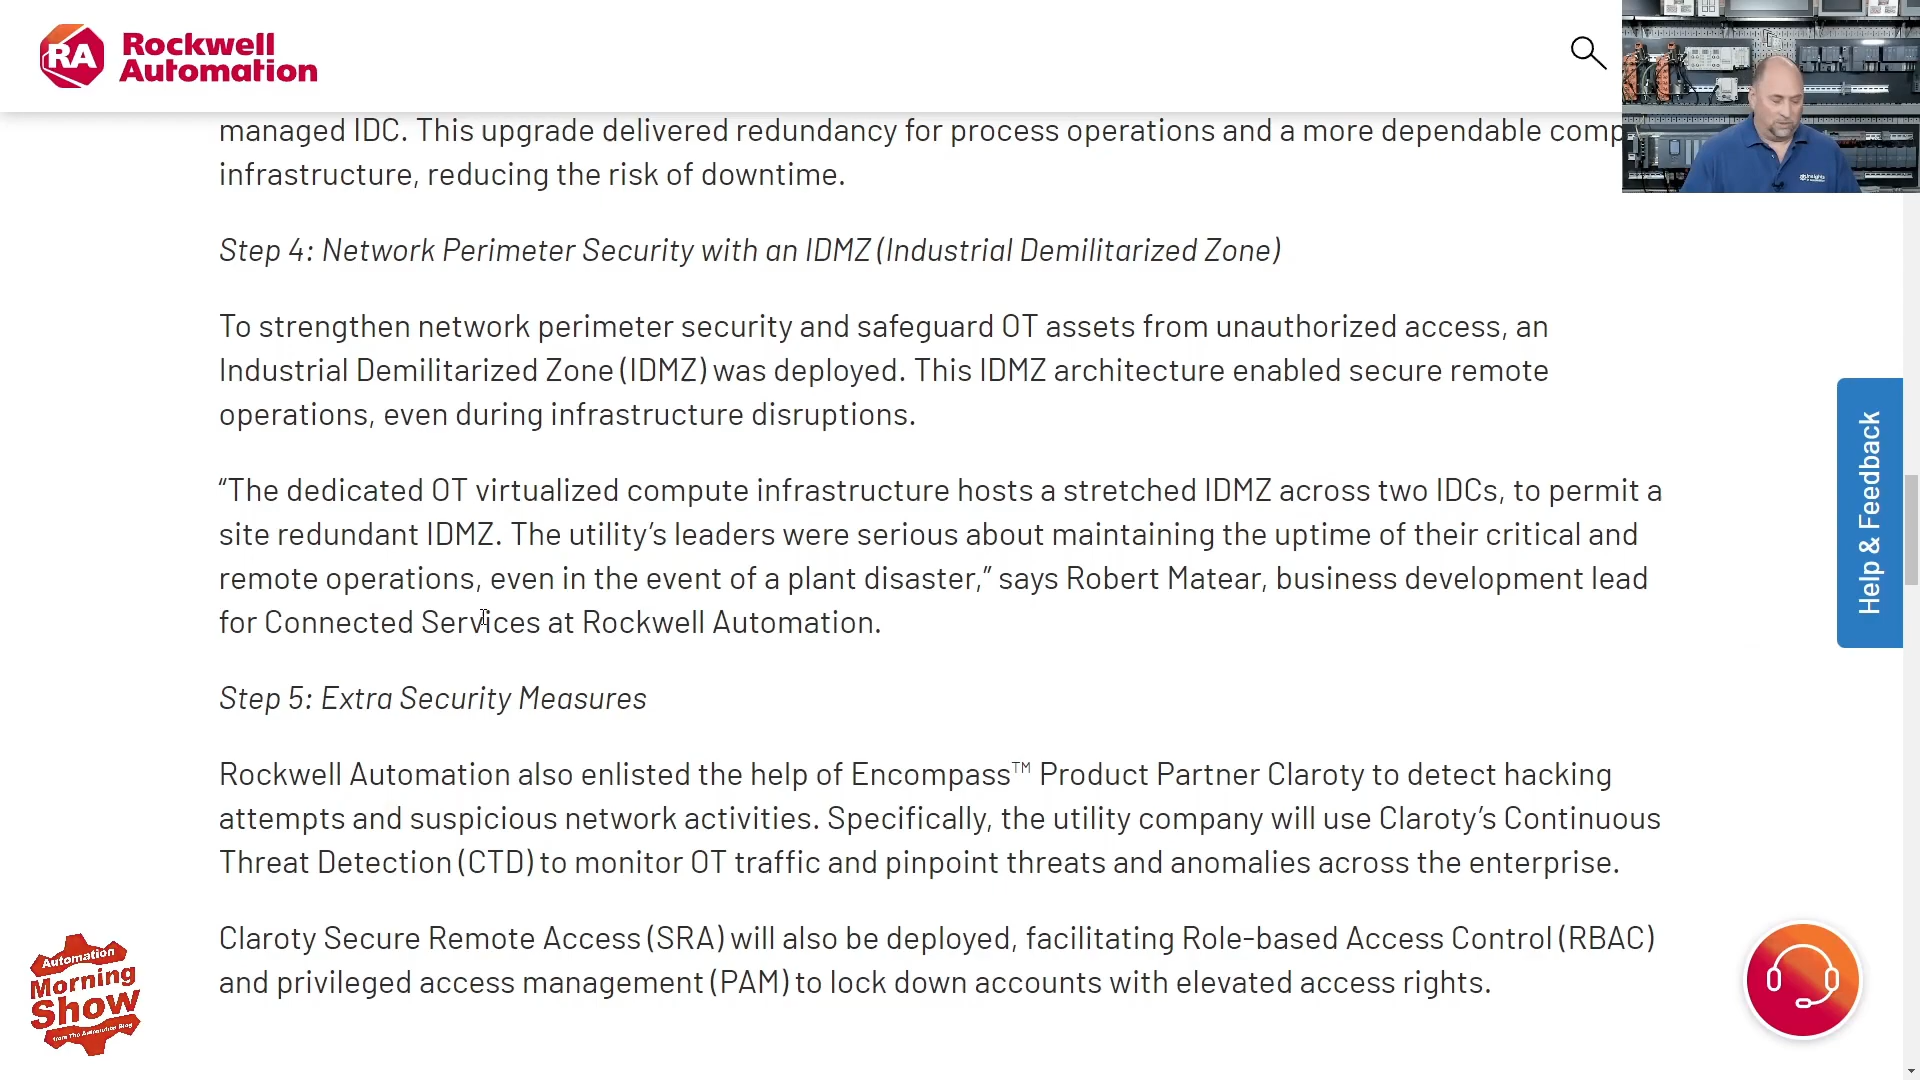 RA Rockwell
Automation
managed IDC. This upgrade delivered redundancy for process operations and a more dependable comp
infrastructure, reducing the risk of downtime.
Step 4: Network Perimeter Security with an IDMZ (Industrial Demilitarized Zone)
To strengthen network perimeter security and safeguard OT assets from unauthorized access, an
Industrial Demilitarized Zone (IDMZ) was deployed. This IDMZ architecture enabled secure remote
operations, even during infrastructure disruptions.
“The dedicated OT virtualized compute infrastructure hosts a stretched IDMZ across two IDCs, to permit a
site redundant IDMZ. The utility’s leaders were serious about maintaining the uptime of their critical and
remote operations, even in the event of a plant disaster,” says Robert Matear, business development lead
for Connected Services at Rockwell Automation.
Step 5: Extra Security Measures
Rockwell Automation also enlisted the help of Encompass™ Product Partner Claroty to detect hacking
attempts and suspicious network activities. Specifically, the utility company will use Claroty’s Continuous
Threat Detection (CTD) to monitor OT traffic and pinpoint threats and anomalies across the enterprise.
Claroty Secure Remote Access (SRA) will also be deployed, facilitating Role-based Access Control (RBAC)
and privileged access management (PAM) to lock down accounts with elevated access rights.
Help & Feedback
Automation
Morning
Show
from The Automation Blog